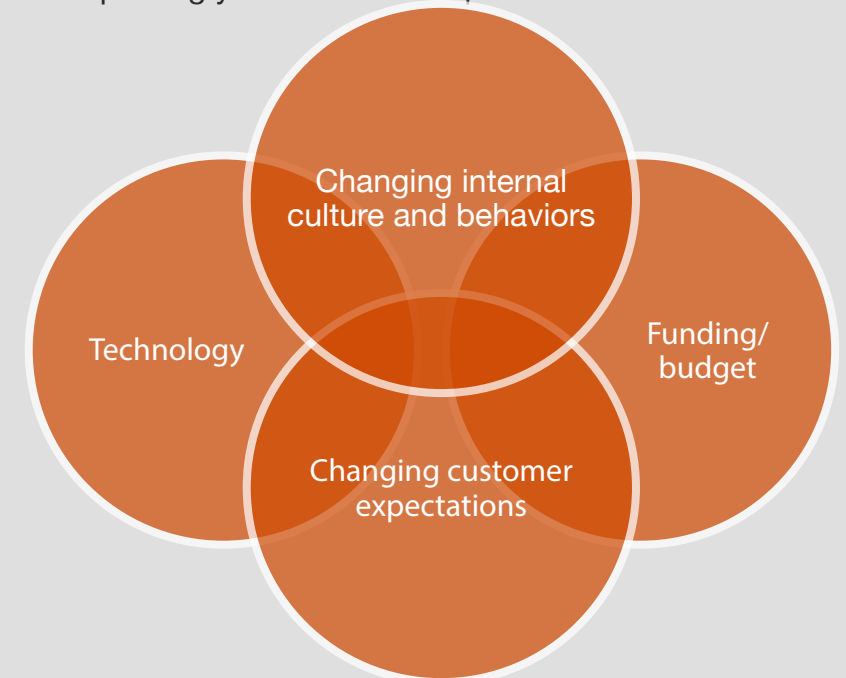 Changing internal
culture and behaviors
Technology
Funding/
budget
Changing customer
expectations